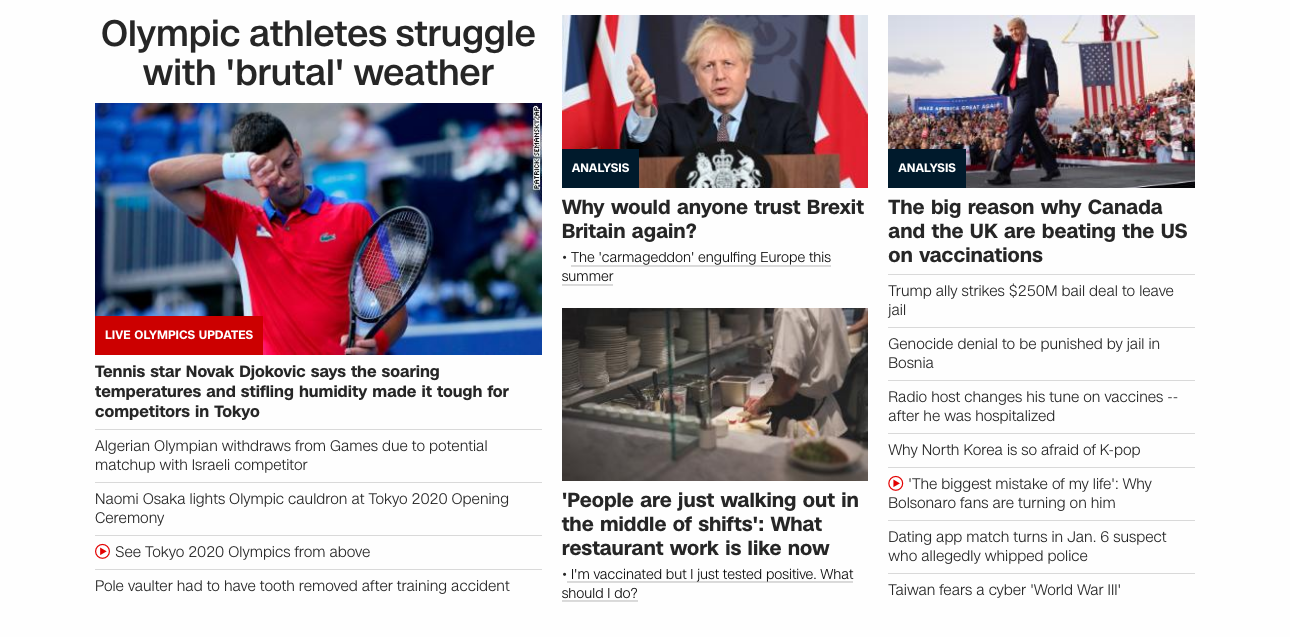 Olympic athletes struggle
with 'brutal' weather
PATRICK SEMANSKY/AP
LIVE OLYMPICS UPDATES
Tennis star Novak Djokovic says the soaring
temperatures and stifling humidity made it tough for
competitors in Tokyo
Algerian Olympian withdraws from Games due to potential
matchup with Israeli competitor
Naomi Osaka lights Olympic cauldron at Tokyo 2020 Opening
Ceremony
See Tokyo 2020 Olympics from above
Pole vaulter had to have tooth removed after training accident
ANALYSIS
Why would anyone trust Brexit
Britain again?
• The 'carmageddon' engulfing Europe this
summer
'People are just walking out in
the middle of shifts': What
restaurant work is like now
• I'm vaccinated but I just tested positive. What
should I do?
MAKE AMERICA GREAT AGAIN!
ANALYSIS
The big reason why Canada
and the UK are beating the US
on vaccinations
Trump ally strikes $250M bail deal to leave
jail
Genocide denial to be punished by jail in
Bosnia
Radio host changes his tune on vaccines --
after he was hospitalized
Why North Korea is so afraid of K-pop
'The biggest mistake of my life': Why
Bolsonaro fans are turning on him
Dating app match turns in Jan. 6 suspect
who allegedly whipped police
Taiwan fears a cyber 'World War III'